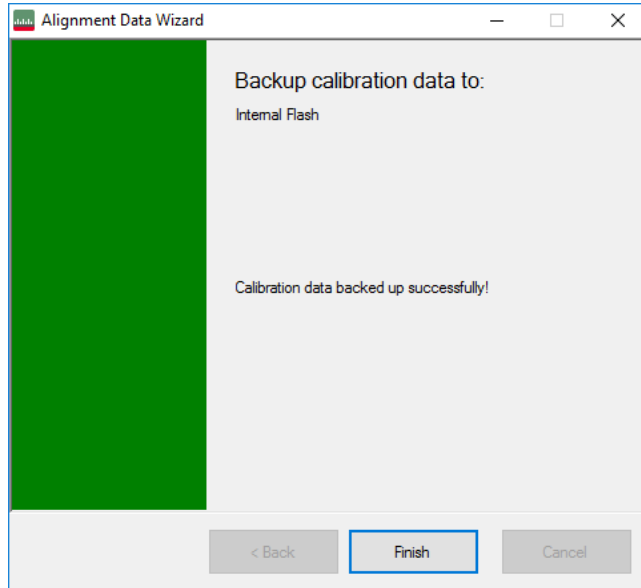 Alignment Data Wizard
Backup calibration data to:
Internal Flash
Calibration data backed up successfully!
< Back
Finish
Cancel